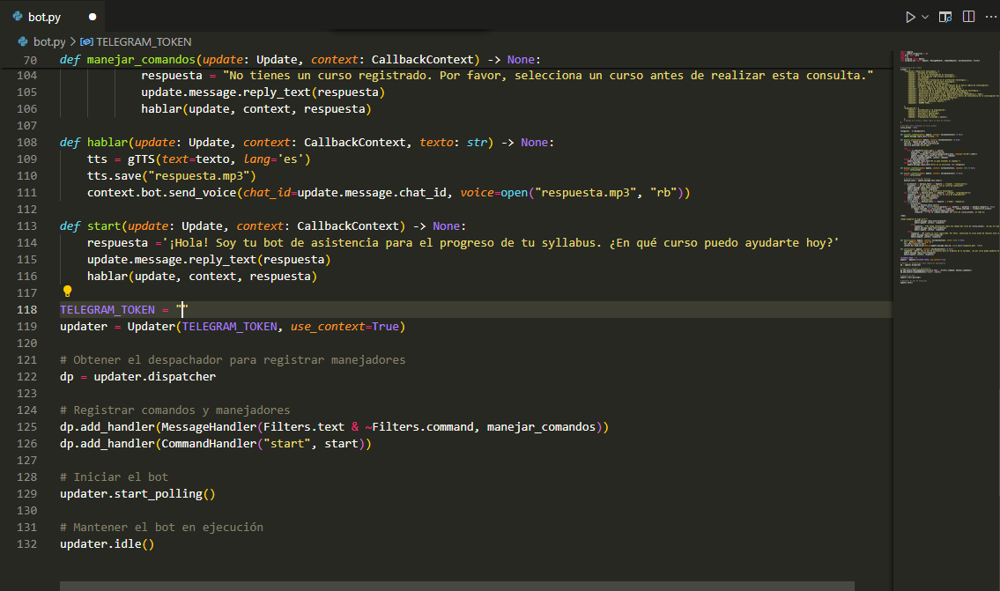 bot.py
bot.py > TELEGRAM_TOKEN
70 def manejar_comandos(update: Update, context: CallbackContext) -> None:
104 respuesta = "No tienes un curso registrado. Por favor, selecciona un curso antes de realizar esta consulta."
105 update.message.reply_text(respuesta)
106 hablar(update, context, respuesta)
107
108 def hablar(update: Update, context: CallbackContext, texto: str) -> None:
109 tts = gTTS(text=texto, lang='es')
110 tts.save("respuesta.mp3")
111 context.bot.send_voice(chat_id=update.message.chat_id, voice=open("respuesta.mp3", "rb"))
112
113 def start(update: Update, context: CallbackContext) -> None:
114 respuesta ='¡Hola! Soy tu bot de asistencia para el progreso de tu syllabus. ¿En qué curso puedo ayudarte hoy?'
115 update.message.reply_text(respuesta)
116 hablar(update, context, respuesta)
117
118 TELEGRAM_TOKEN = ""
119 updater = Updater(TELEGRAM_TOKEN, use_context=True)
120
121 # Obtener el despachador para registrar manejadores
122 dp = updater.dispatcher
123
124 # Registrar comandos y manejadores
125 dp.add_handler(MessageHandler(Filters.text & ~Filters.command, manejar_comandos))
126 dp.add_handler(CommandHandler("start", start))
127
128 # Iniciar el bot
129 updater.start_polling()
130
131 # Mantener el bot en ejecución
132 updater.idle()